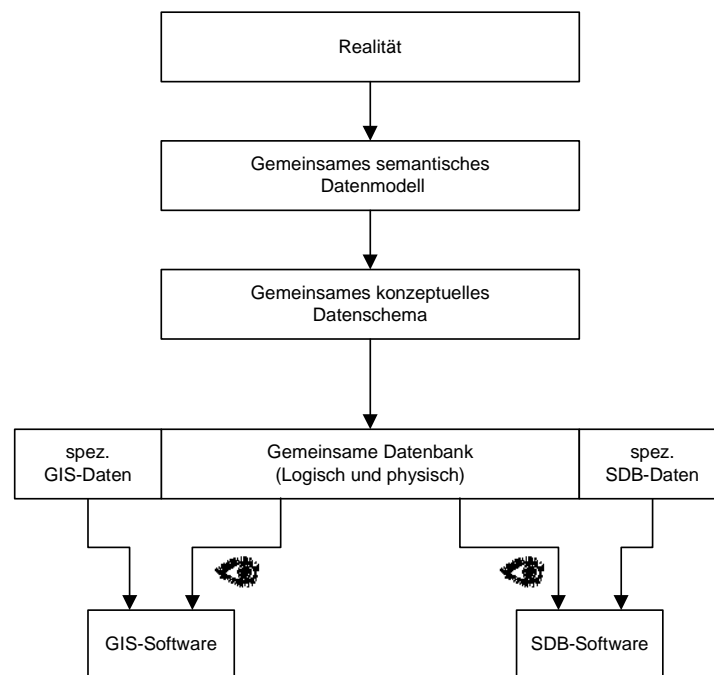 Realität
Gemeinsames semantisches
Datenmodell
Gemeinsames konzeptuelles
Datenschema
spez.
GIS-Daten
Gemeinsame Datenbank
(Logisch und physisch)
spez.
SDB-Daten
GIS-Software
SDB-Software